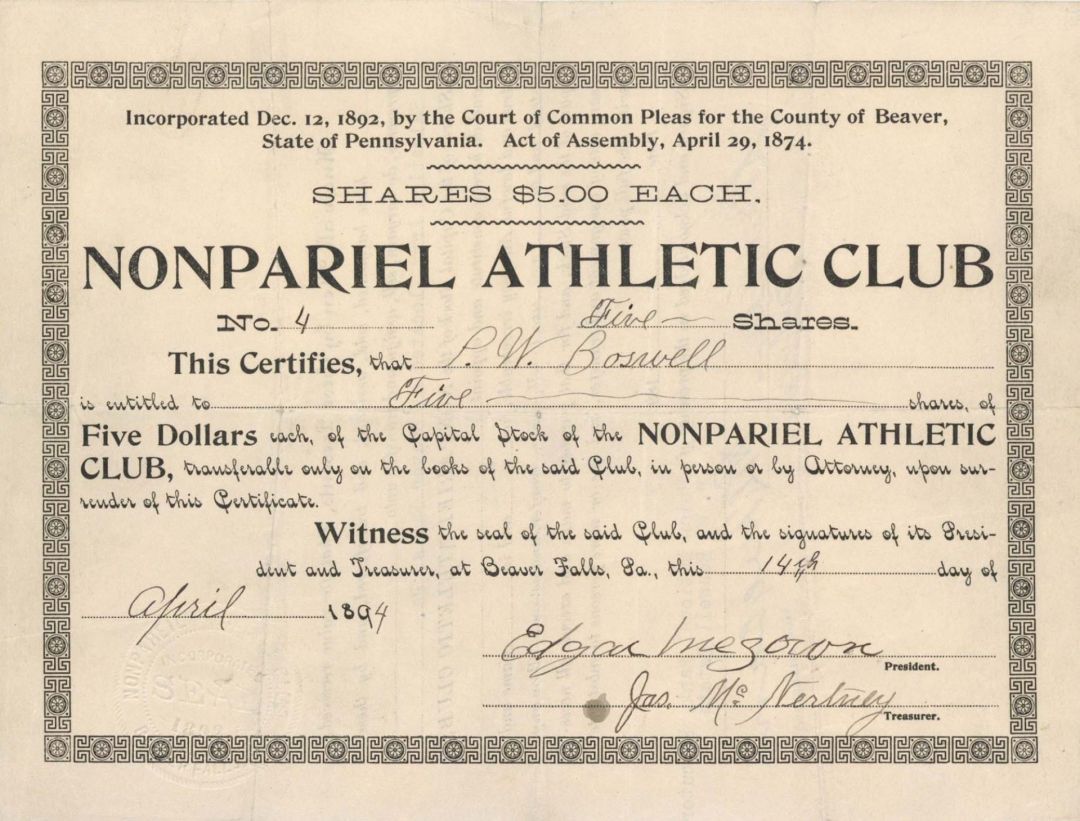 Incorporated Dec. 12, 1892, by the Court of Common Pleas for the County of Beaver,
State of Pennsylvania. Act of Assembly, April 29, 1874.
SHARES $5.00 EACH.
NONPARIEL ATHLETIC CLUB
No. 4 Five Shares.
This Certifies, that P. W. Boswell
is entitled to Five shares, of
Five Dollars each, of the Capital Stock of the NONPARIEL ATHLETIC
CLUB, transferable only on the books of the said Club, in person or by Attorney, upon sur-
render of this Certificate.
Witness the seal of the said Club, and the signatures of its Presi-
dent and Treasurer, at Beaver Falls, Pa., this 14th day of
April 1894
Edgar
President.
Jas. Mc Nertney
Treasurer.
SEAL